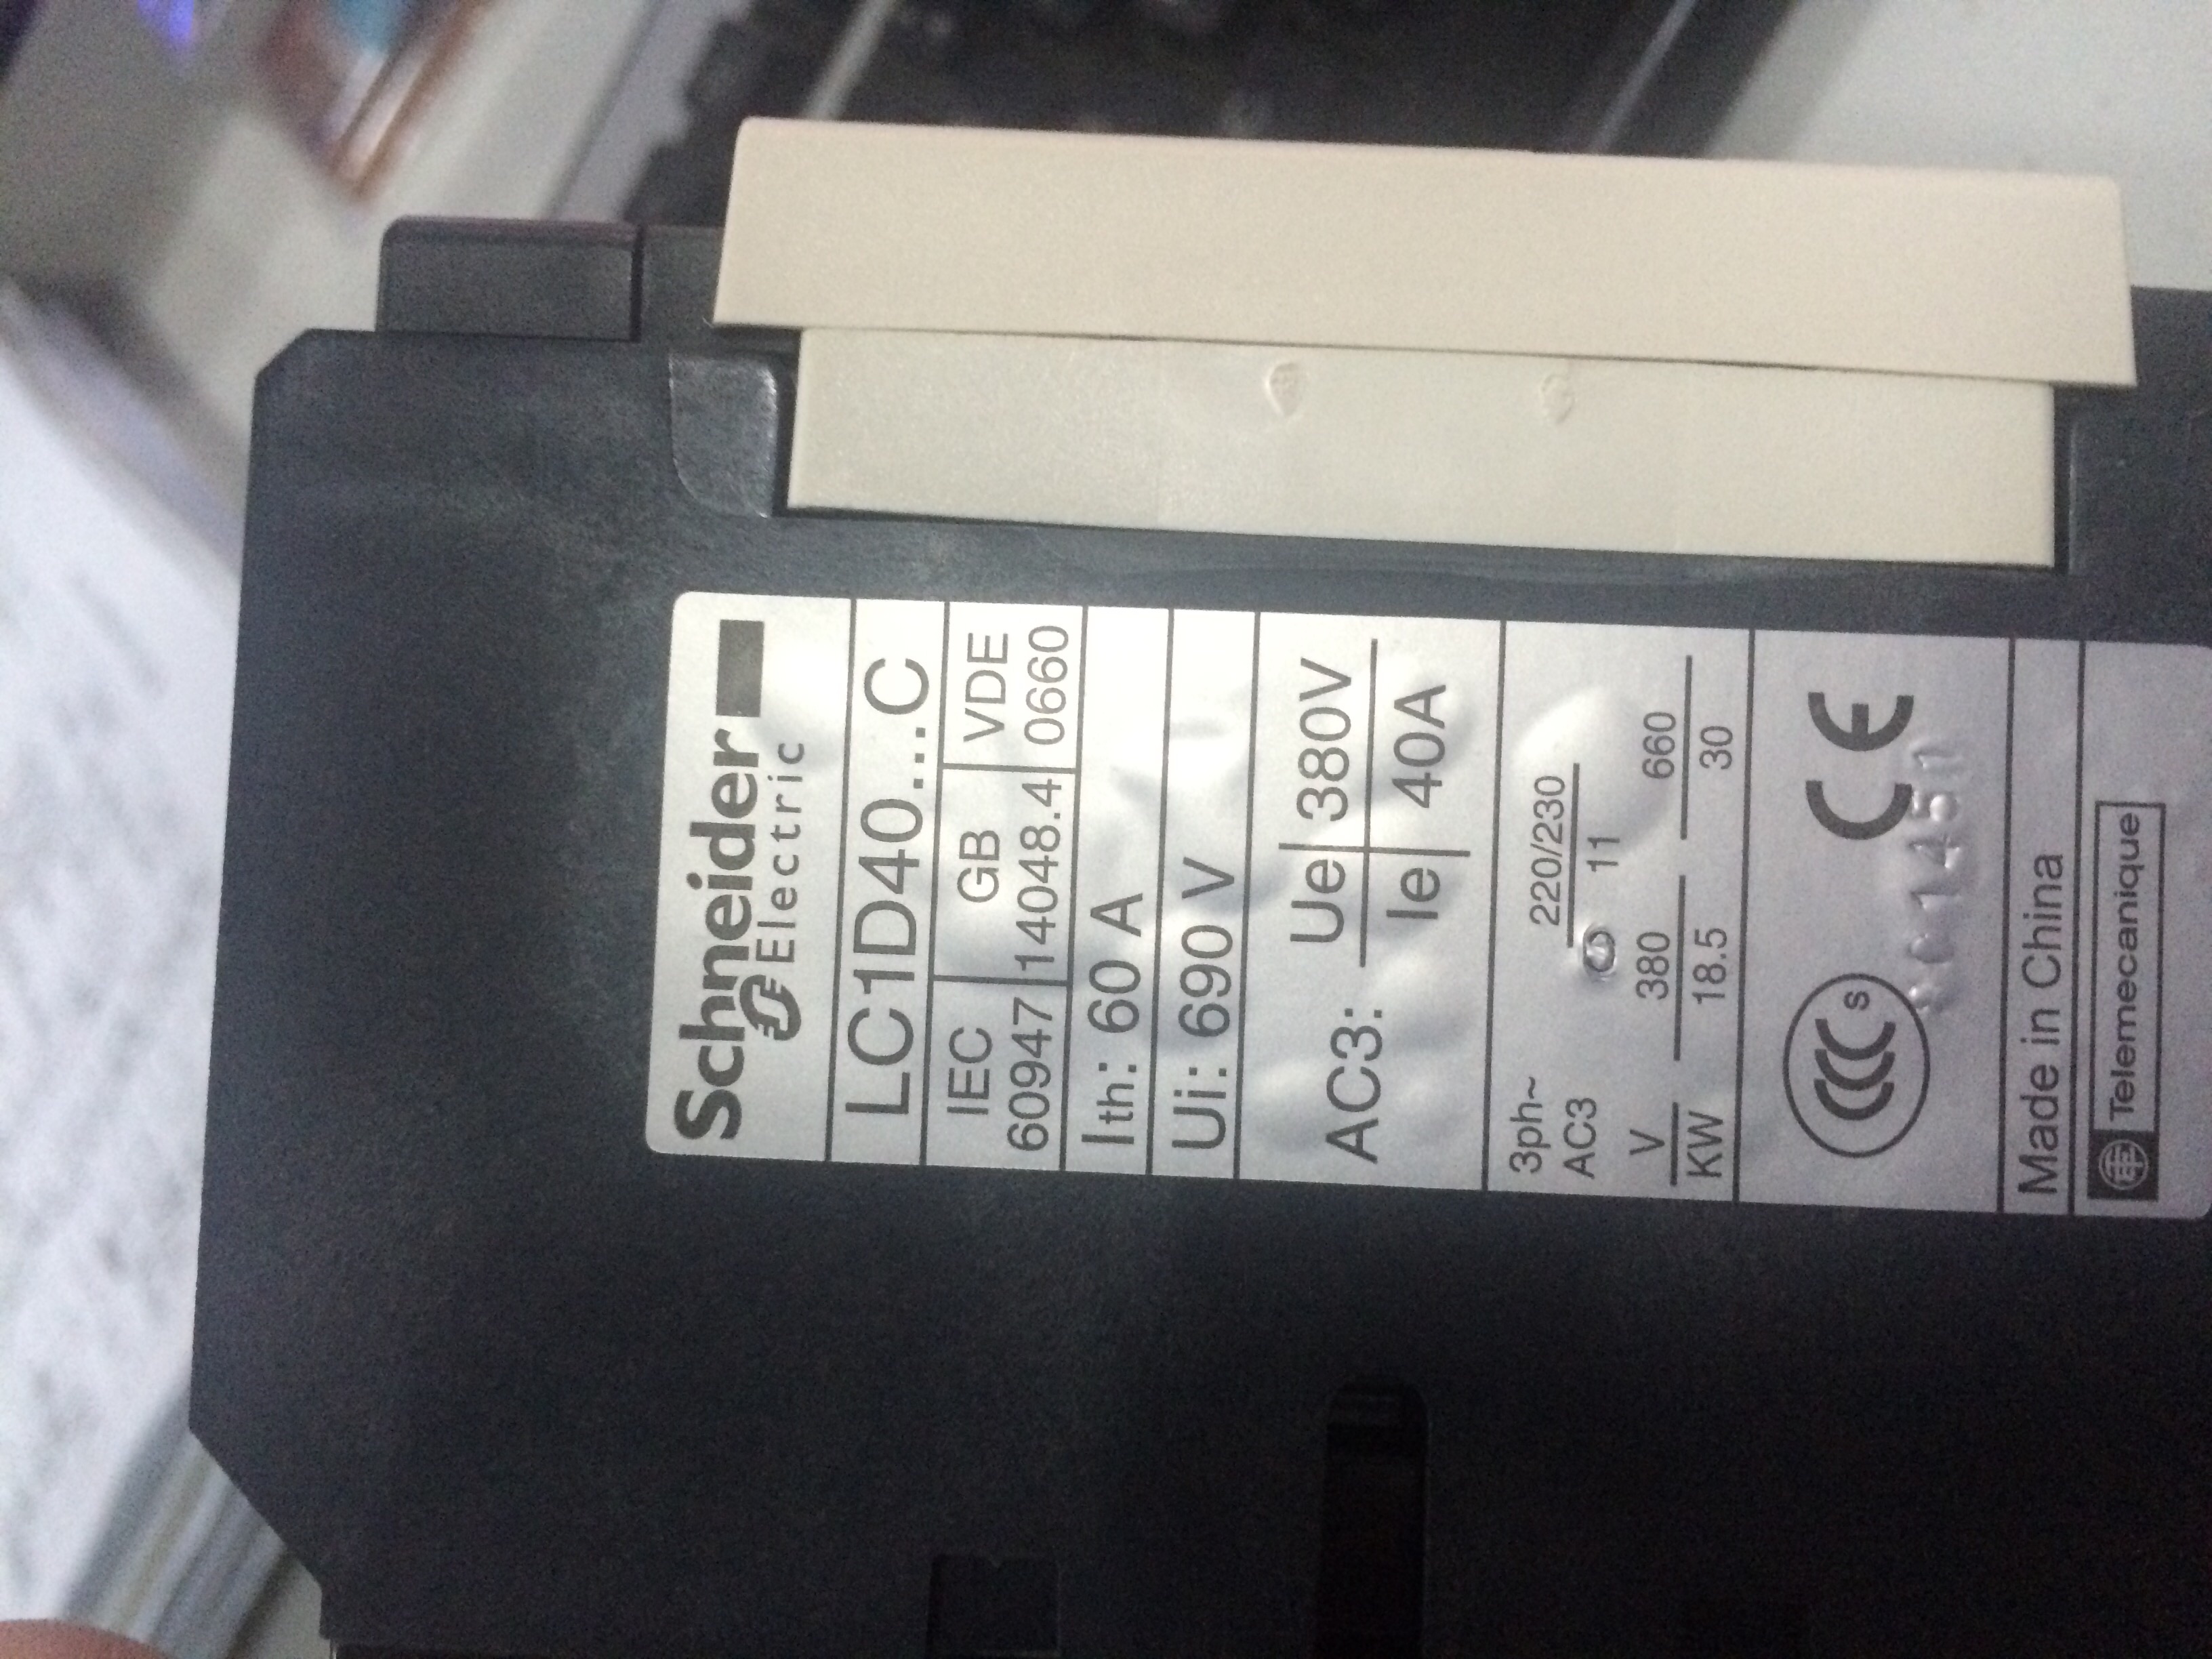 Schneider
Electric
LC1D40...C
IEC GB VDE
60947 14048.4 0660
Ith: 60 A
Ui: 690 V
AC3: Ue 380V
Ie 40A
3ph~ 220/230
AC3 11
V 380 660
KW 18.5 30
CCC S CE
Made in China
Telemecanique